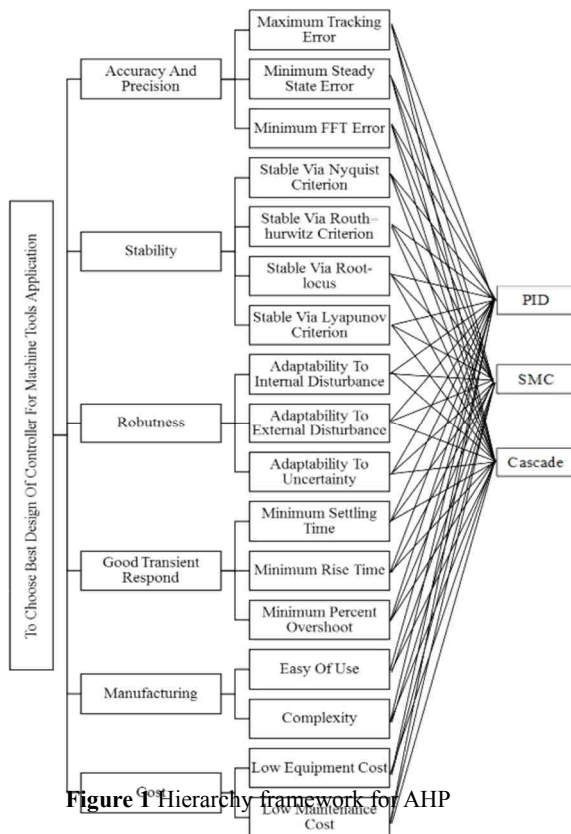 To Choose Best Design Of Controller For Machine Tools Application
Accuracy And
Precision
Maximum Tracking
Error
Minimum Steady
State Error
Minimum FFT Error
Stability
Stable Via Nyquist
Criterion
Stable Via Routh–
hurwitz Criterion
Stable Via Root-
locus
Stable Via Lyapunov
Criterion
Robutness
Adaptability To
Internal Disturbance
Adaptability To
External Disturbance
Adaptability To
Uncertainty
Good Transient
Respond
Minimum Settling
Time
Minimum Rise Time
Minimum Percent
Overshoot
Manufacturing
Easy Of Use
Complexity
Cost
Low Equipment Cost
Low Maintenance
Cost
PID
SMC
Cascade
Figure 1 Hierarchy framework for AHP